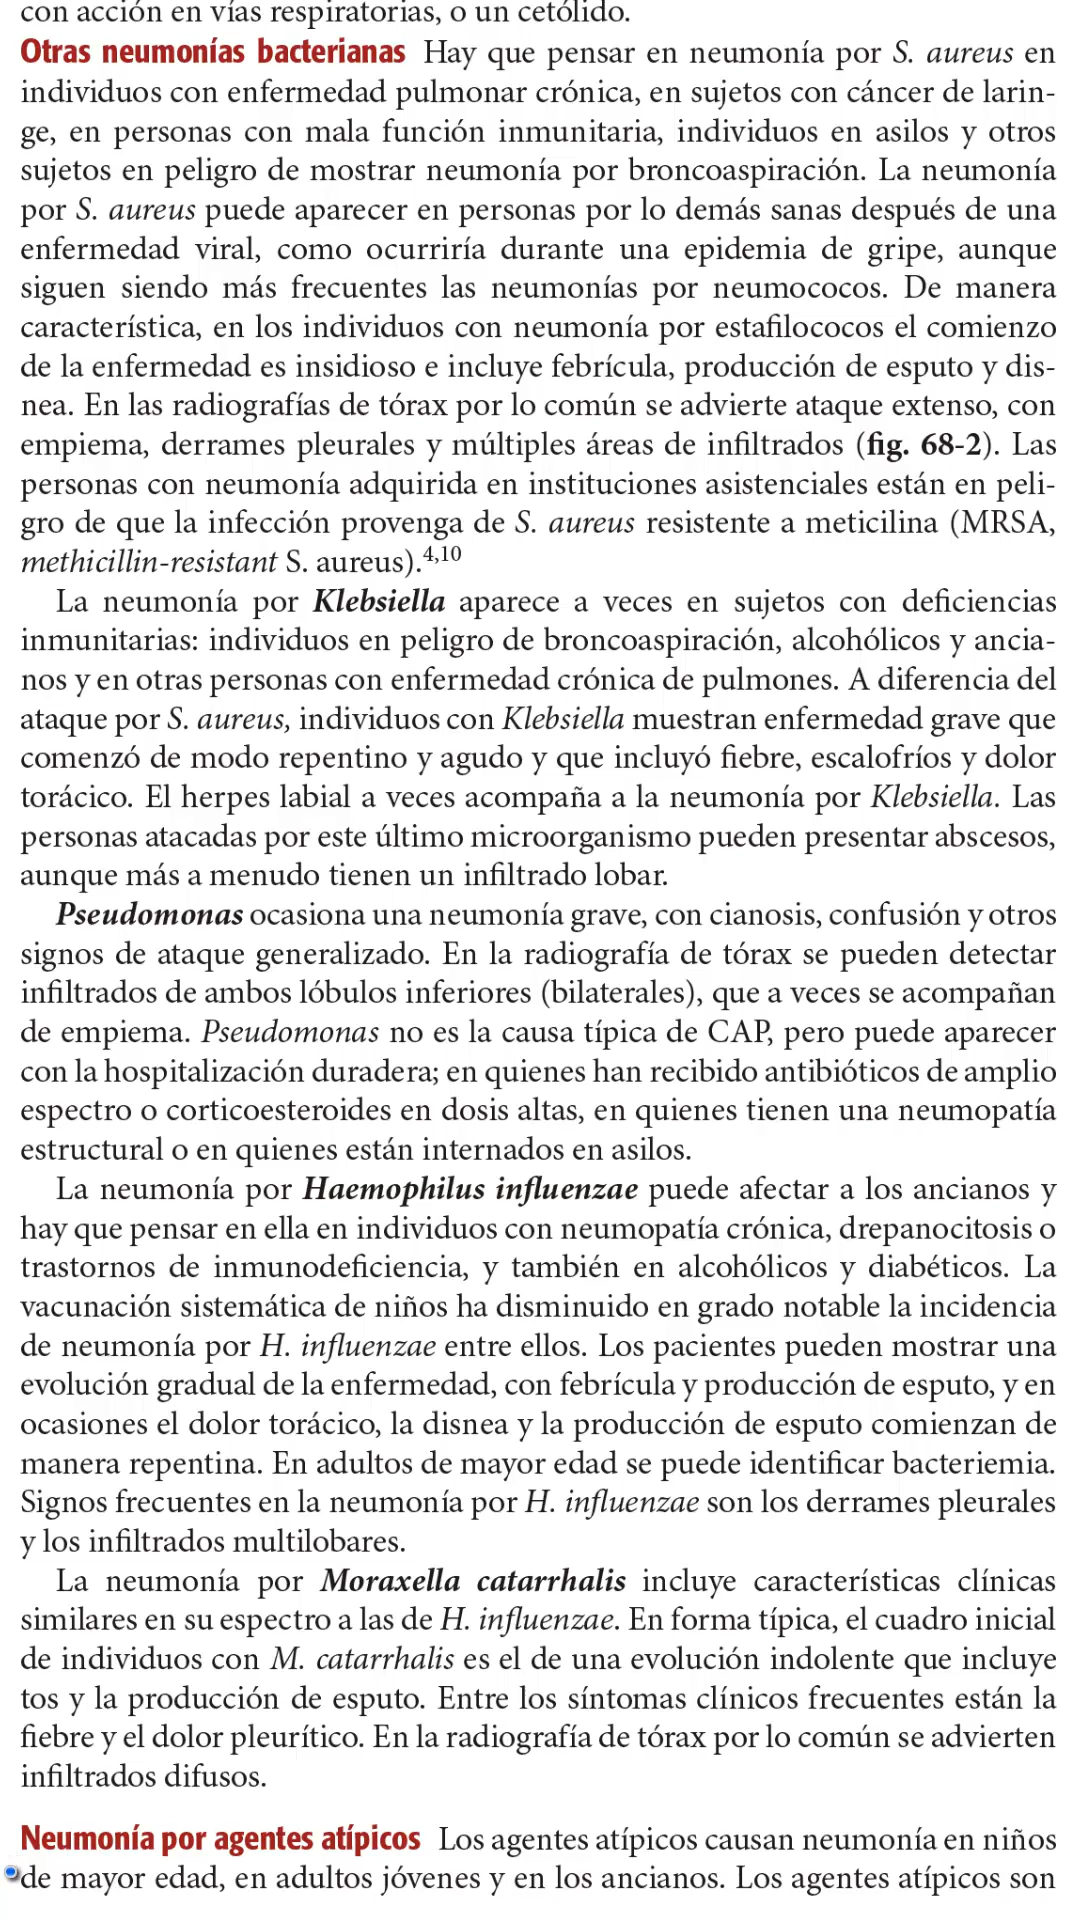 con acción en vías respiratorias, o un cetólido.
Otras neumonías bacterianas Hay que pensar en neumonía por S. aureus en
individuos con enfermedad pulmonar crónica, en sujetos con cáncer de larin-
ge, en personas con mala función inmunitaria, individuos en asilos y otros
sujetos en peligro de mostrar neumonía por broncoaspiración. La neumonía
por S. aureus puede aparecer en personas por lo demás sanas después de una
enfermedad viral, como ocurriría durante una epidemia de gripe, aunque
siguen siendo más frecuentes las neumonías por neumococos. De manera
característica, en los individuos con neumonía por estafilococos el comienzo
de la enfermedad es insidioso e incluye febrícula, producción de esputo y dis-
nea. En las radiografías de tórax por lo común se advierte ataque extenso, con
empiema, derrames pleurales y múltiples áreas de infiltrados (fig. 68-2). Las
personas con neumonía adquirida en instituciones asistenciales están en peli-
gro de que la infección provenga de S. aureus resistente a meticilina (MRSA,
methicillin-resistant S. aureus).4,10
La neumonía por Klebsiella aparece a veces en sujetos con deficiencias
inmunitarias: individuos en peligro de broncoaspiración, alcohólicos y ancia-
nos y en otras personas con enfermedad crónica de pulmones. A diferencia del
ataque por S. aureus, individuos con Klebsiella muestran enfermedad grave que
comenzó de modo repentino y agudo y que incluyó fiebre, escalofríos y dolor
torácico. El herpes labial a veces acompaña a la neumonía por Klebsiella. Las
personas atacadas por este último microorganismo pueden presentar abscesos,
aunque más a menudo tienen un infiltrado lobar.
Pseudomonas ocasiona una neumonía grave, con cianosis, confusión y otros
signos de ataque generalizado. En la radiografía de tórax se pueden detectar
infiltrados de ambos lóbulos inferiores (bilaterales), que a veces se acompañan
de empiema. Pseudomonas no es la causa típica de CAP, pero puede aparecer
con la hospitalización duradera; en quienes han recibido antibióticos de amplio
espectro o corticoesteroides en dosis altas, en quienes tienen una neumopatía
estructural o en quienes están internados en asilos.
La neumonía por Haemophilus influenzae puede afectar a los ancianos y
hay que pensar en ella en individuos con neumopatía crónica, drepanocitosis o
trastornos de inmunodeficiencia, y también en alcohólicos y diabéticos. La
vacunación sistemática de niños ha disminuido en grado notable la incidencia
de neumonía por H. influenzae entre ellos. Los pacientes pueden mostrar una
evolución gradual de la enfermedad, con febrícula y producción de esputo, y en
ocasiones el dolor torácico, la disnea y la producción de esputo comienzan de
manera repentina. En adultos de mayor edad se puede identificar bacteriemia.
Signos frecuentes en la neumonía por H. influenzae son los derrames pleurales
y los infiltrados multilobares.
La neumonía por Moraxella catarrhalis incluye características clínicas
similares en su espectro a las de H. influenzae. En forma típica, el cuadro inicial
de individuos con M. catarrhalis es el de una evolución indolente que incluye
tos y la producción de esputo. Entre los síntomas clínicos frecuentes están la
fiebre y el dolor pleurítico. En la radiografía de tórax por lo común se advierten
infiltrados difusos.
Neumonía por agentes atípicos Los agentes atípicos causan neumonía en niños
de mayor edad, en adultos jóvenes y en los ancianos. Los agentes atípicos son